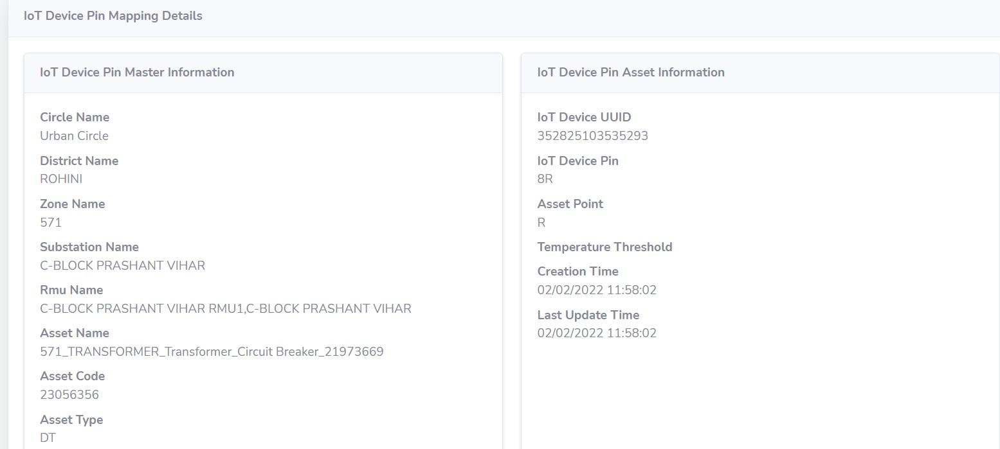 IoT Device Pin Mapping Details
IoT Device Pin Master Information
Circle Name
Urban Circle
District Name
ROHINI
Zone Name
571
Substation Name
C-BLOCK PRASHANT VIHAR
Rmu Name
C-BLOCK PRASHANT VIHAR RMU1,C-BLOCK PRASHANT VIHAR
Asset Name
571_TRANSFORMER_Transformer_Circuit Breaker_21973669
Asset Code
23056356
Asset Type
DT
IoT Device Pin Asset Information
IoT Device UUID
352825103535293
IoT Device Pin
8R
Asset Point
R
Temperature Threshold
Creation Time
02/02/2022 11:58:02
Last Update Time
02/02/2022 11:58:02